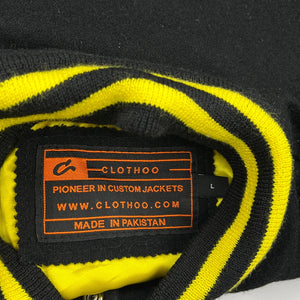 CLOTHOO
PIONEER IN CUSTOM JACKETS
WWW.CLOTHOO.COM
MADE IN PAKISTAN
L